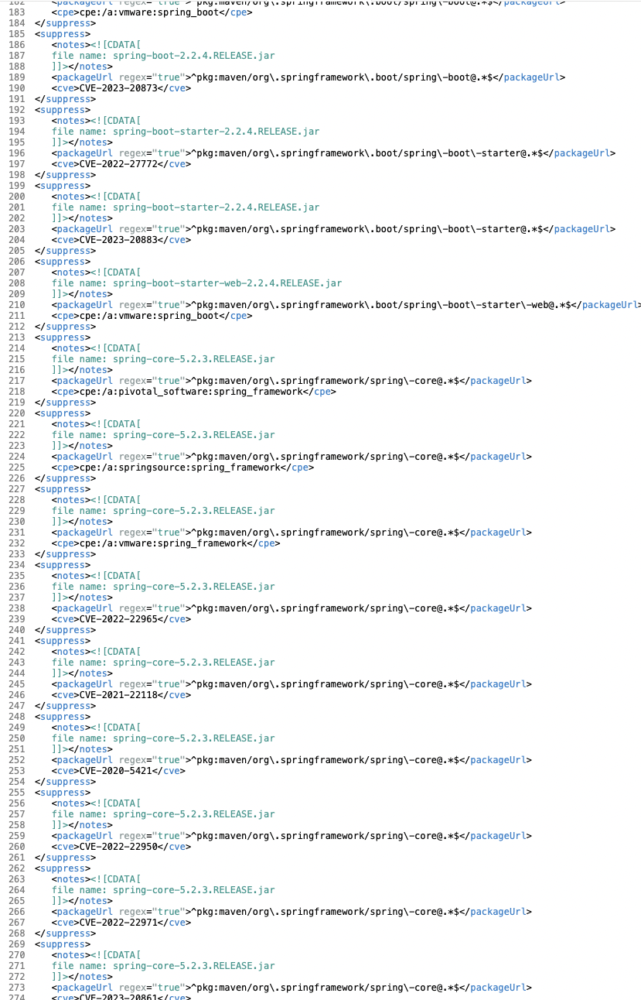 182 <packageUrl regex="true">^pkg:maven/org\.springframework\.boot/spring\-boot@.*$</packageUrl>
183 <cpe>cpe:/a:vmware:spring_boot</cpe>
184 </suppress>
185 <suppress>
186 <notes><![CDATA[
187 file name: spring-boot-2.2.4.RELEASE.jar
188 ]]></notes>
189 <packageUrl regex="true">^pkg:maven/org\.springframework\.boot/spring\-boot@.*$</packageUrl>
190 <cve>CVE-2023-20873</cve>
191 </suppress>
192 <suppress>
193 <notes><![CDATA[
194 file name: spring-boot-starter-2.2.4.RELEASE.jar
195 ]]></notes>
196 <packageUrl regex="true">^pkg:maven/org\.springframework\.boot/spring\-boot\-starter@.*$</packageUrl>
197 <cve>CVE-2022-27772</cve>
198 </suppress>
199 <suppress>
200 <notes><![CDATA[
201 file name: spring-boot-starter-2.2.4.RELEASE.jar
202 ]]></notes>
203 <packageUrl regex="true">^pkg:maven/org\.springframework\.boot/spring\-boot\-starter@.*$</packageUrl>
204 <cve>CVE-2023-20883</cve>
205 </suppress>
206 <suppress>
207 <notes><![CDATA[
208 file name: spring-boot-starter-web-2.2.4.RELEASE.jar
209 ]]></notes>
210 <packageUrl regex="true">^pkg:maven/org\.springframework\.boot/spring\-boot\-starter\-web@.*$</packageUrl>
211 <cpe>cpe:/a:vmware:spring_boot</cpe>
212 </suppress>
213 <suppress>
214 <notes><![CDATA[
215 file name: spring-core-5.2.3.RELEASE.jar
216 ]]></notes>
217 <packageUrl regex="true">^pkg:maven/org\.springframework/spring\-core@.*$</packageUrl>
218 <cpe>cpe:/a:pivotal_software:spring_framework</cpe>
219 </suppress>
220 <suppress>
221 <notes><![CDATA[
222 file name: spring-core-5.2.3.RELEASE.jar
223 ]]></notes>
224 <packageUrl regex="true">^pkg:maven/org\.springframework/spring\-core@.*$</packageUrl>
225 <cpe>cpe:/a:springsource:spring_framework</cpe>
226 </suppress>
227 <suppress>
228 <notes><![CDATA[
229 file name: spring-core-5.2.3.RELEASE.jar
230 ]]></notes>
231 <packageUrl regex="true">^pkg:maven/org\.springframework/spring\-core@.*$</packageUrl>
232 <cpe>cpe:/a:vmware:spring_framework</cpe>
233 </suppress>
234 <suppress>
235 <notes><![CDATA[
236 file name: spring-core-5.2.3.RELEASE.jar
237 ]]></notes>
238 <packageUrl regex="true">^pkg:maven/org\.springframework/spring\-core@.*$</packageUrl>
239 <cve>CVE-2022-22965</cve>
240 </suppress>
241 <suppress>
242 <notes><![CDATA[
243 file name: spring-core-5.2.3.RELEASE.jar
244 ]]></notes>
245 <packageUrl regex="true">^pkg:maven/org\.springframework/spring\-core@.*$</packageUrl>
246 <cve>CVE-2021-22118</cve>
247 </suppress>
248 <suppress>
249 <notes><![CDATA[
250 file name: spring-core-5.2.3.RELEASE.jar
251 ]]></notes>
252 <packageUrl regex="true">^pkg:maven/org\.springframework/spring\-core@.*$</packageUrl>
253 <cve>CVE-2020-5421</cve>
254 </suppress>
255 <suppress>
256 <notes><![CDATA[
257 file name: spring-core-5.2.3.RELEASE.jar
258 ]]></notes>
259 <packageUrl regex="true">^pkg:maven/org\.springframework/spring\-core@.*$</packageUrl>
260 <cve>CVE-2022-22950</cve>
261 </suppress>
262 <suppress>
263 <notes><![CDATA[
264 file name: spring-core-5.2.3.RELEASE.jar
265 ]]></notes>
266 <packageUrl regex="true">^pkg:maven/org\.springframework/spring\-core@.*$</packageUrl>
267 <cve>CVE-2022-22971</cve>
268 </suppress>
269 <suppress>
270 <notes><![CDATA[
271 file name: spring-core-5.2.3.RELEASE.jar
272 ]]></notes>
273 <packageUrl regex="true">^pkg:maven/org\.springframework/spring\-core@.*$</packageUrl>
274 <cve>CVE-2023-20861</cve>